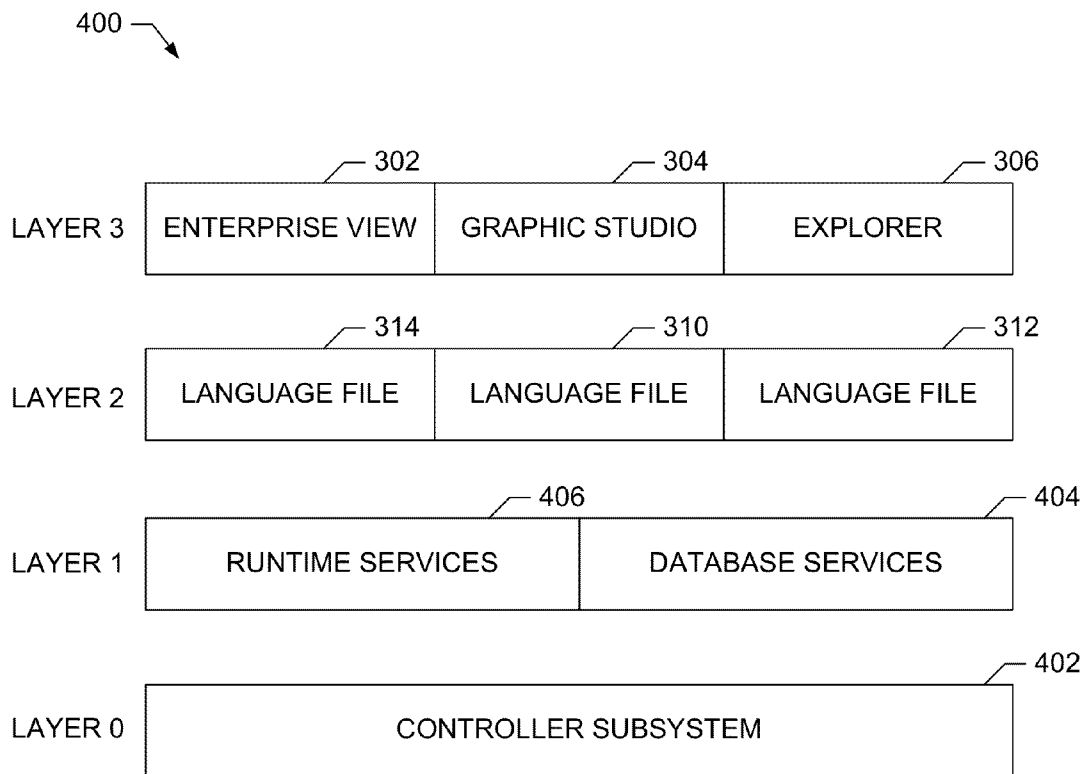 400
302 304 306
LAYER 3 ENTERPRISE VIEW GRAPHIC STUDIO EXPLORER
314 310 312
LAYER 2 LANGUAGE FILE LANGUAGE FILE LANGUAGE FILE
406 404
LAYER 1 RUNTIME SERVICES DATABASE SERVICES
402
LAYER 0 CONTROLLER SUBSYSTEM